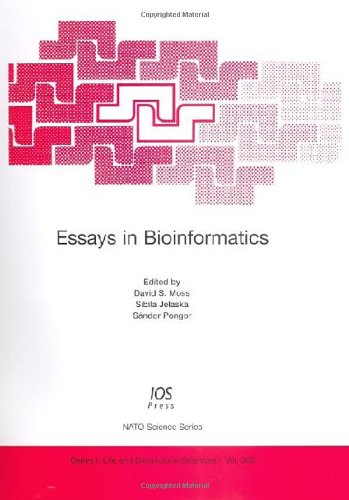 Copyrighted Material
Essays in Bioinformatics
Edited by
David S. Moss
Sibila Jelaska
Sándor Pongor
IOS
Press
NATO Science Series
Series I: Life and Behavioural Sciences – Vol.
Copyrighted Material